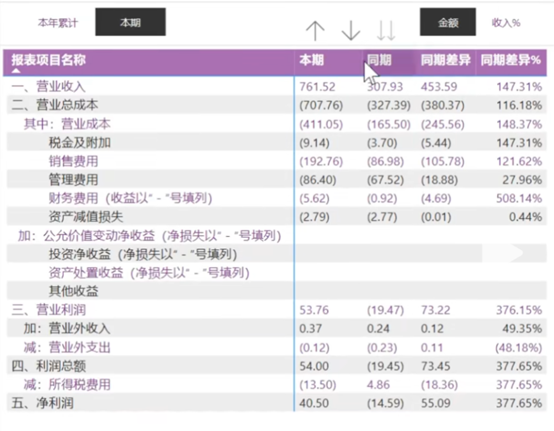 本年累计 本期 金额 收入%
报表项目名称 本期 同期 同期差异 同期差异%
一、营业收入 761.52 307.93 453.59 147.31%
二、营业总成本 (707.76) (327.39) (380.37) 116.18%
其中：营业成本 (411.05) (165.50) (245.56) 148.37%
税金及附加 (9.14) (3.70) (5.44) 147.31%
销售费用 (192.76) (86.98) (105.78) 121.62%
管理费用 (86.40) (67.52) (18.88) 27.96%
财务费用（收益以“－”号填列） (5.62) (0.92) (4.69) 508.14%
资产减值损失 (2.79) (2.77) (0.01) 0.44%
加：公允价值变动净收益（净损失以“－”号填列）
投资净收益（净损失以“－”号填列）
资产处置收益（净损失以“－”号填列）
其他收益
三、营业利润 53.76 (19.47) 73.22 376.15%
加：营业外收入 0.37 0.24 0.12 49.35%
减：营业外支出 (0.12) (0.23) 0.11 (48.18%)
四、利润总额 54.00 (19.45) 73.45 377.65%
减：所得税费用 (13.50) 4.86 (18.36) 377.65%
五、净利润 40.50 (14.59) 55.09 377.65%